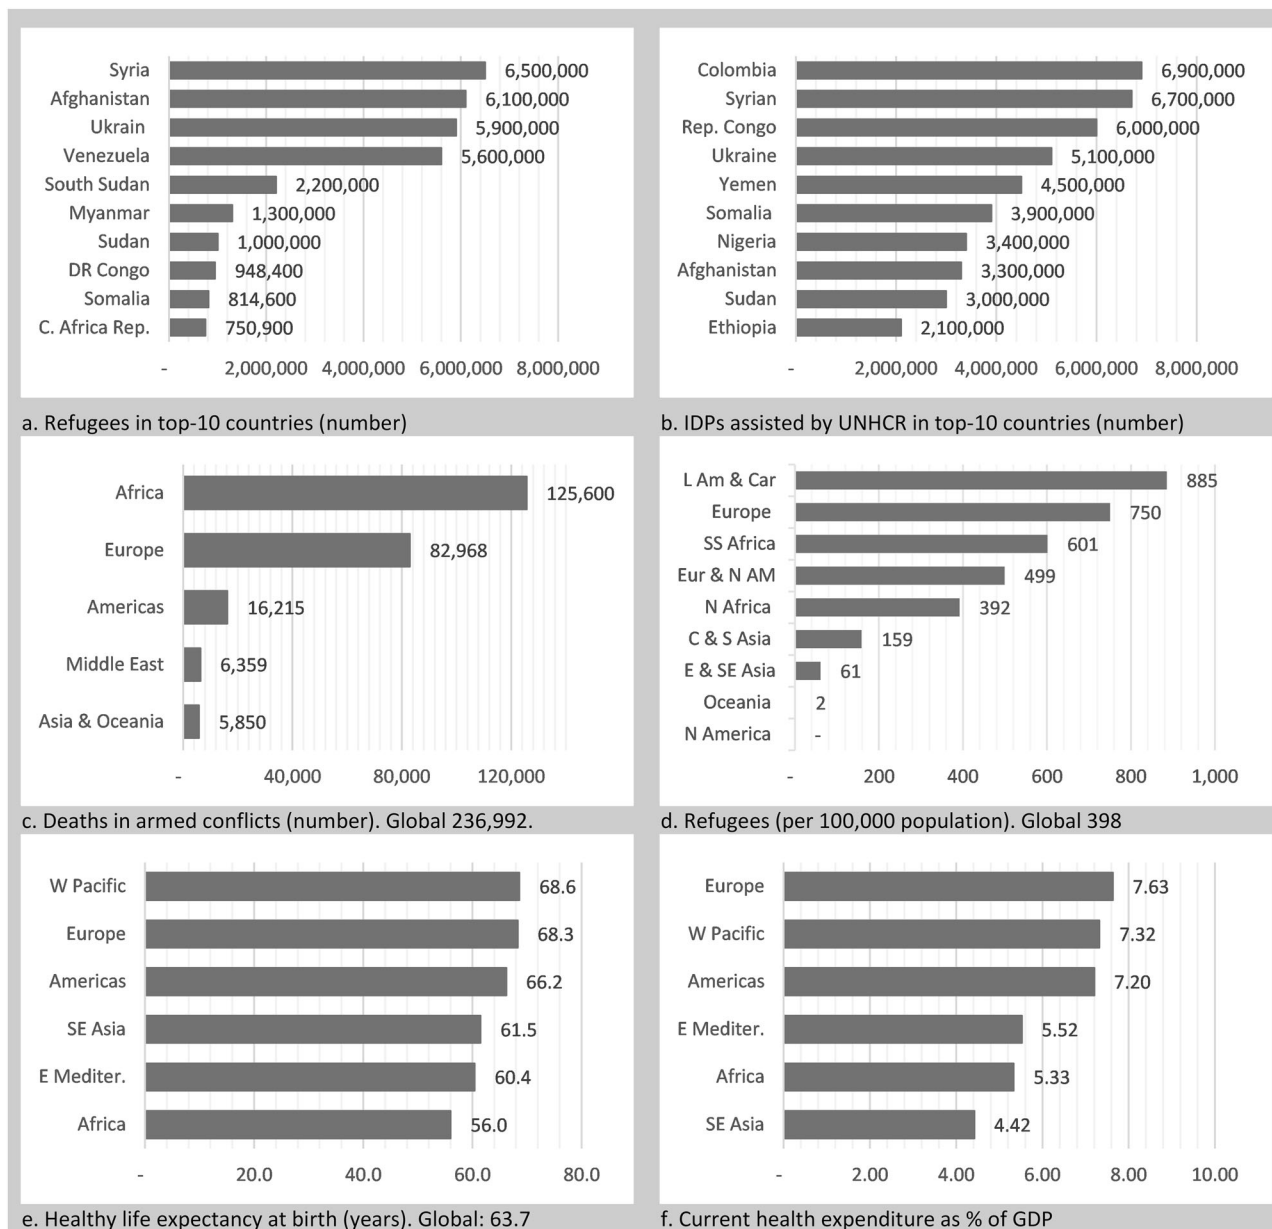 Syria 6,500,000
Afghanistan 6,100,000
Ukrain 5,900,000
Venezuela 5,600,000
South Sudan 2,200,000
Myanmar 1,300,000
Sudan 1,000,000
DR Congo 948,400
Somalia 814,600
C. Africa Rep. 750,900
- 2,000,000 4,000,000 6,000,000 8,000,000
a. Refugees in top-10 countries (number)
Colombia 6,900,000
Syrian 6,700,000
Rep. Congo 6,000,000
Ukraine 5,100,000
Yemen 4,500,000
Somalia 3,900,000
Nigeria 3,400,000
Afghanistan 3,300,000
Sudan 3,000,000
Ethiopia 2,100,000
- 2,000,000 4,000,000 6,000,000 8,000,000
b. IDPs assisted by UNHCR in top-10 countries (number)
Africa 125,600
Europe 82,968
Americas 16,215
Middle East 6,359
Asia & Oceania 5,850
- 40,000 80,000 120,000
c. Deaths in armed conflicts (number). Global 236,992.
L Am & Car 885
Europe 750
SS Africa 601
Eur & N AM 499
N Africa 392
C & S Asia 159
E & SE Asia 61
Oceania 2
N America -
- 200 400 600 800 1,000
d. Refugees (per 100,000 population). Global 398
W Pacific 68.6
Europe 68.3
Americas 66.2
SE Asia 61.5
E Mediter. 60.4
Africa 56.0
- 20.0 40.0 60.0 80.0
e. Healthy life expectancy at birth (years). Global: 63.7
Europe 7.63
W Pacific 7.32
Americas 7.20
E Mediter. 5.52
Africa 5.33
SE Asia 4.42
- 2.00 4.00 6.00 8.00 10.00
f. Current health expenditure as % of GDP